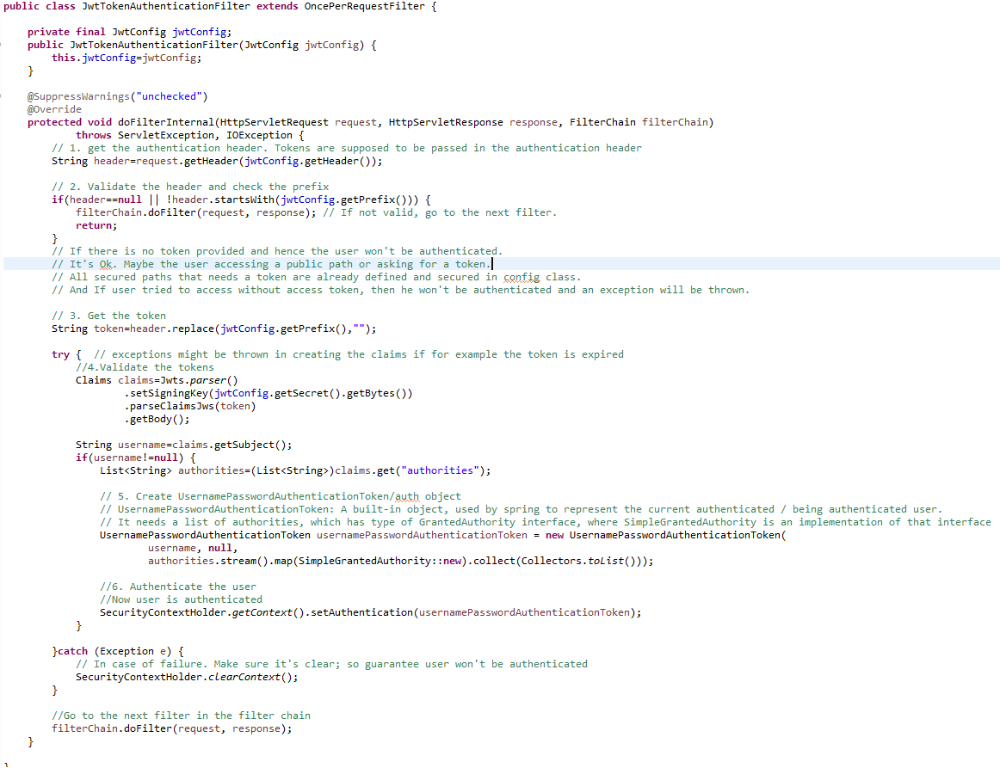 public class JwtTokenAuthenticationFilter extends OncePerRequestFilter {
private final JwtConfig jwtConfig;
public JwtTokenAuthenticationFilter(JwtConfig jwtConfig) {
this.jwtConfig=jwtConfig;
}
@SuppressWarnings("unchecked")
@Override
protected void doFilterInternal(HttpServletRequest request, HttpServletResponse response, FilterChain filterChain)
throws ServletException, IOException {
// 1. get the authentication header. Tokens are supposed to be passed in the authentication header
String header=request.getHeader(jwtConfig.getHeader());
// 2. Validate the header and check the prefix
if(header==null || !header.startsWith(jwtConfig.getPrefix())) {
filterChain.doFilter(request, response); // If not valid, go to the next filter.
return;
}
// If there is no token provided and hence the user won't be authenticated.
// It's Ok. Maybe the user accessing a public path or asking for a token.
// All secured paths that needs a token are already defined and secured in config class.
// And If user tried to access without access token, then he won't be authenticated and an exception will be thrown.
// 3. Get the token
String token=header.replace(jwtConfig.getPrefix(),"");
try { // exceptions might be thrown in creating the claims if for example the token is expired
//4.Validate the tokens
Claims claims=Jwts.parser()
.setSigningKey(jwtConfig.getSecret().getBytes())
.parseClaimsJws(token)
.getBody();
String username=claims.getSubject();
if(username!=null) {
List<String> authorities=(List<String>)claims.get("authorities");
// 5. Create UsernamePasswordAuthenticationToken/auth object
// UsernamePasswordAuthenticationToken: A built-in object, used by spring to represent the current authenticated / being authenticated user.
// It needs a list of authorities, which has type of GrantedAuthority interface, where SimpleGrantedAuthority is an implementation of that interface
UsernamePasswordAuthenticationToken usernamePasswordAuthenticationToken = new UsernamePasswordAuthenticationToken(
username, null,
authorities.stream().map(SimpleGrantedAuthority::new).collect(Collectors.toList()));
//6. Authenticate the user
//Now user is authenticated
SecurityContextHolder.getContext().setAuthentication(usernamePasswordAuthenticationToken);
}
}catch (Exception e) {
// In case of failure. Make sure it's clear; so guarantee user won't be authenticated
SecurityContextHolder.clearContext();
}
//Go to the next filter in the filter chain
filterChain.doFilter(request, response);
}
}